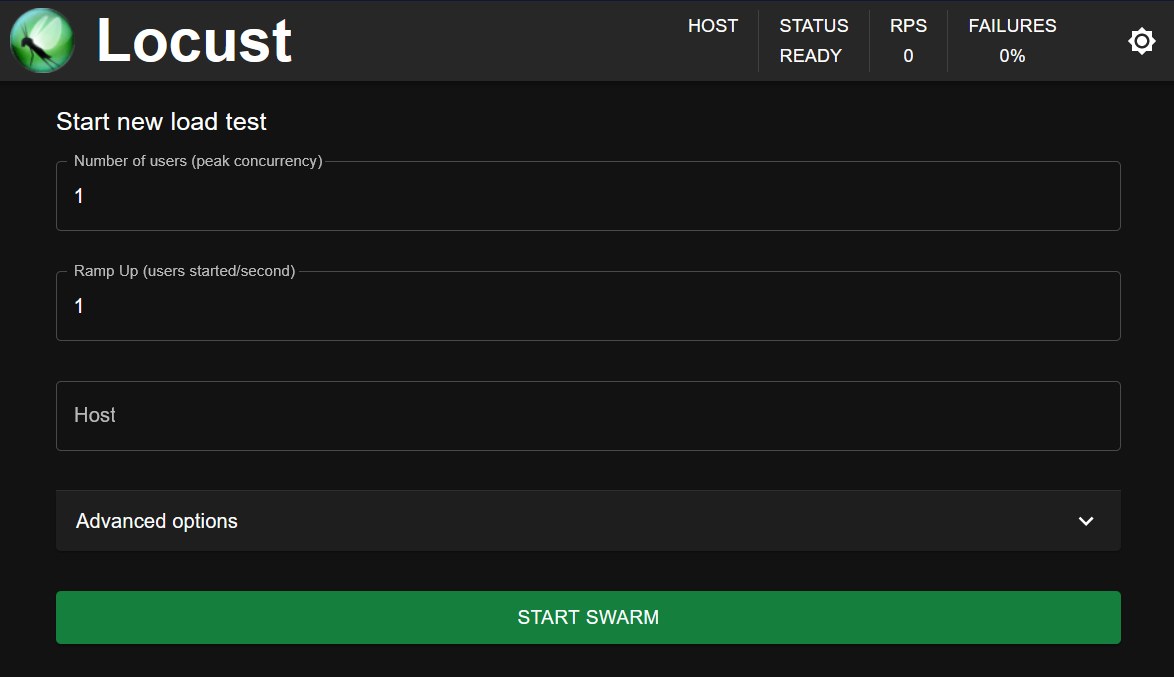 Locust
HOST
STATUS
READY
RPS
0
FAILURES
0%
Start new load test
Number of users (peak concurrency)
1
Ramp Up (users started/second)
1
Host
Advanced options
START SWARM